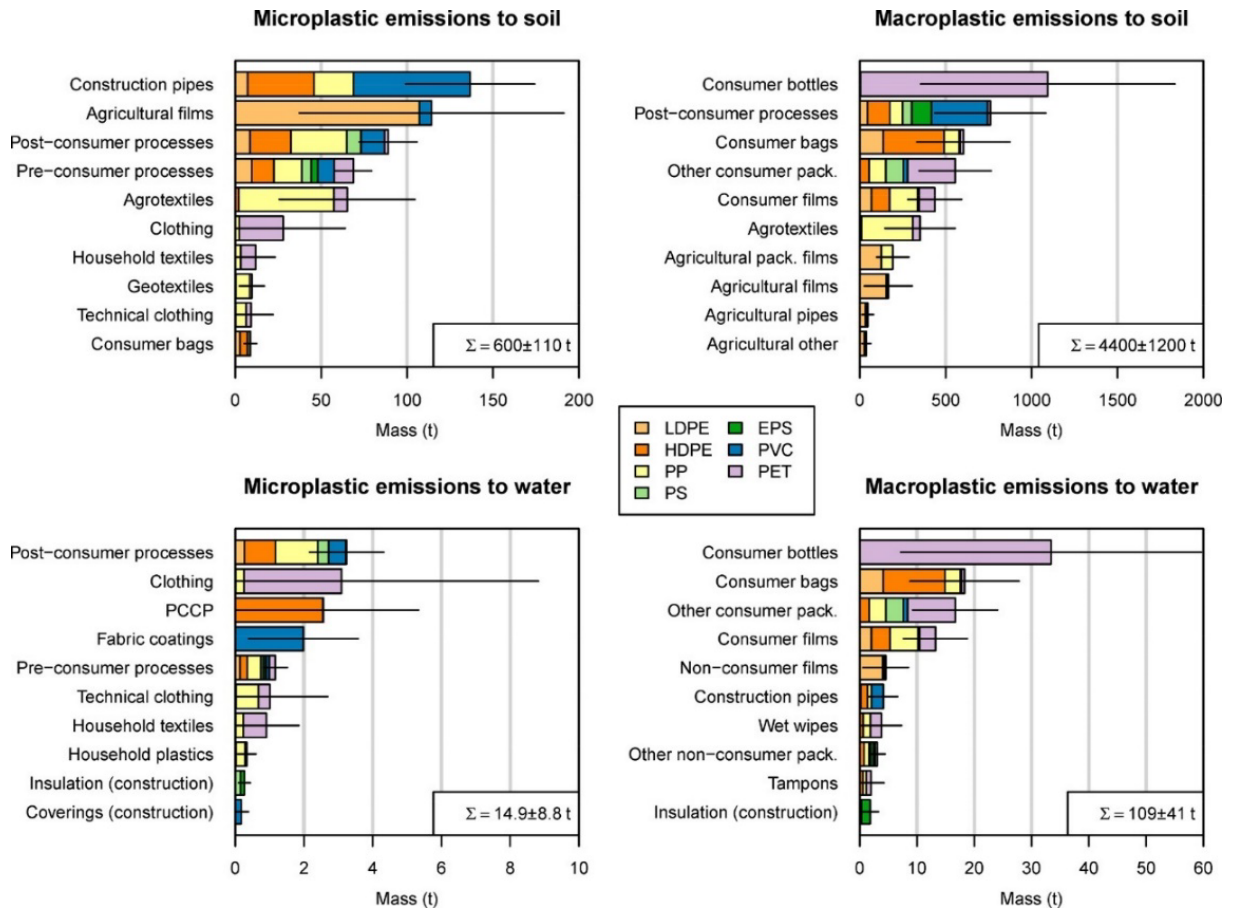 Microplastic emissions to soil
Construction pipes
Agricultural films
Post−consumer processes
Pre−consumer processes
Agrotextiles
Clothing
Household textiles
Geotextiles
Technical clothing
Consumer bags
Σ = 600±110 t
0 50 100 150 200
Mass (t)
Macroplastic emissions to soil
Consumer bottles
Post−consumer processes
Consumer bags
Other consumer pack.
Consumer films
Agrotextiles
Agricultural pack. films
Agricultural films
Agricultural pipes
Agricultural other
Σ = 4400±1200 t
0 500 1000 1500 2000
Mass (t)
LDPE
HDPE
PP
PS
EPS
PVC
PET
Microplastic emissions to water
Post−consumer processes
Clothing
PCCP
Fabric coatings
Pre−consumer processes
Technical clothing
Household textiles
Household plastics
Insulation (construction)
Coverings (construction)
Σ = 14.9±8.8 t
0 2 4 6 8 10
Mass (t)
Macroplastic emissions to water
Consumer bottles
Consumer bags
Other consumer pack.
Consumer films
Non−consumer films
Construction pipes
Wet wipes
Other non−consumer pack.
Tampons
Insulation (construction)
Σ = 109±41 t
0 10 20 30 40 50 60
Mass (t)